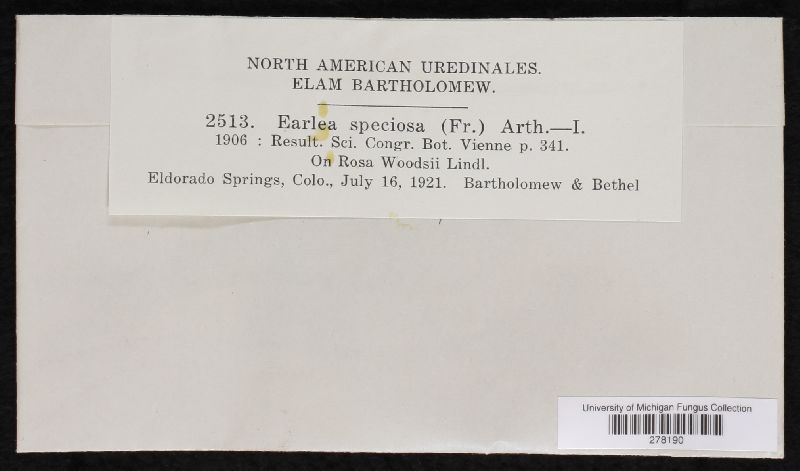 NORTH AMERICAN UREDINALES.
ELAM BARTHOLOMEW.
2513. Earlea speciosa (Fr.) Arth.—I.
1906 : Result. Sci. Congr. Bot. Vienne p. 341.
On Rosa Woodsii Lindl.
Eldorado Springs, Colo., July 16, 1921. Bartholomew & Bethel
University of Michigan Fungus Collection
278190